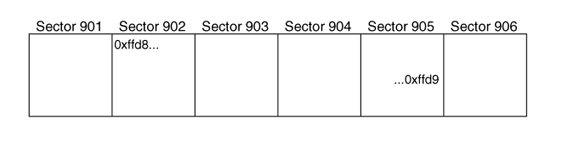 Sector 901 Sector 902 Sector 903 Sector 904 Sector 905 Sector 906
0xffd8...
...0xffd9